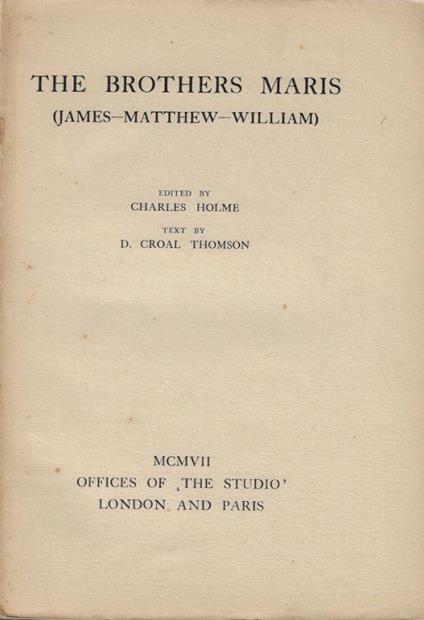 THE BROTHERS MARIS
(JAMES—MATTHEW—WILLIAM)
EDITED BY
CHARLES HOLME
TEXT BY
D. CROAL THOMSON
MCMVII
OFFICES OF ‚THE STUDIO’
LONDON AND PARIS